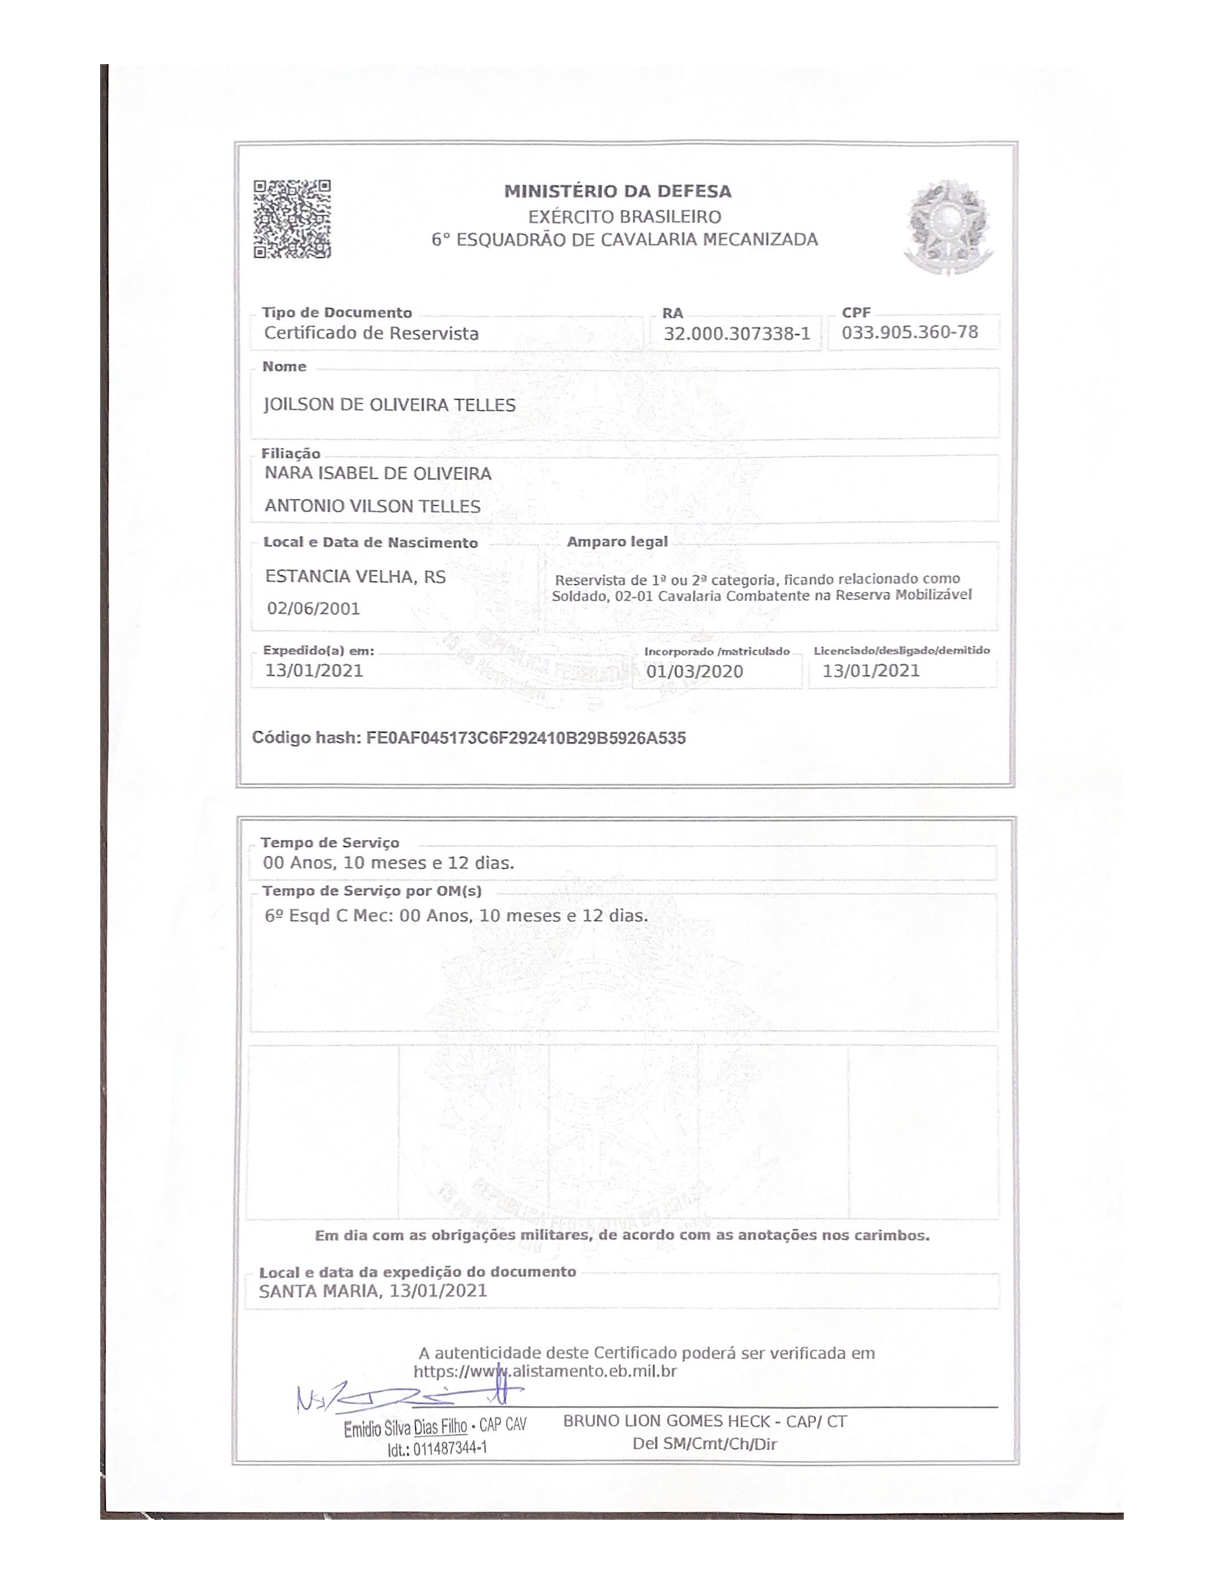 MINISTÉRIO DA DEFESA
EXÉRCITO BRASILEIRO
6° ESQUADRÃO DE CAVALARIA MECANIZADA
Tipo de Documento RA CPF
Certificado de Reservista 32.000.307338-1 033.905.360-78
Nome
JOILSON DE OLIVEIRA TELLES
Filiação
NARA ISABEL DE OLIVEIRA
ANTONIO VILSON TELLES
Local e Data de Nascimento Amparo legal
ESTANCIA VELHA, RS
02/06/2001
Reservista de 1ª ou 2ª categoria, ficando relacionado como
Soldado, 02-01 Cavalaria Combatente na Reserva Mobilizável
Expedido(a) em: Incorporado /matriculado Licenciado/desligado/demitido
13/01/2021 01/03/2020 13/01/2021
Código hash: FE0AF045173C6F292410B29B5926A535
Tempo de Serviço
00 Anos, 10 meses e 12 dias.
Tempo de Serviço por OM(s)
6º Esqd C Mec: 00 Anos, 10 meses e 12 dias.
REPÚBLICA FEDERATIVA DO BRASIL
Em dia com as obrigações militares, de acordo com as anotações nos carimbos.
Local e data da expedição do documento
SANTA MARIA, 13/01/2021
A autenticidade deste Certificado poderá ser verificada em
https://www.alistamento.eb.mil.br
Emidio Silva Dias Filho - CAP CAV
Idt.: 011487344-1
BRUNO LION GOMES HECK - CAP/ CT
Del SM/Cmt/Ch/Dir